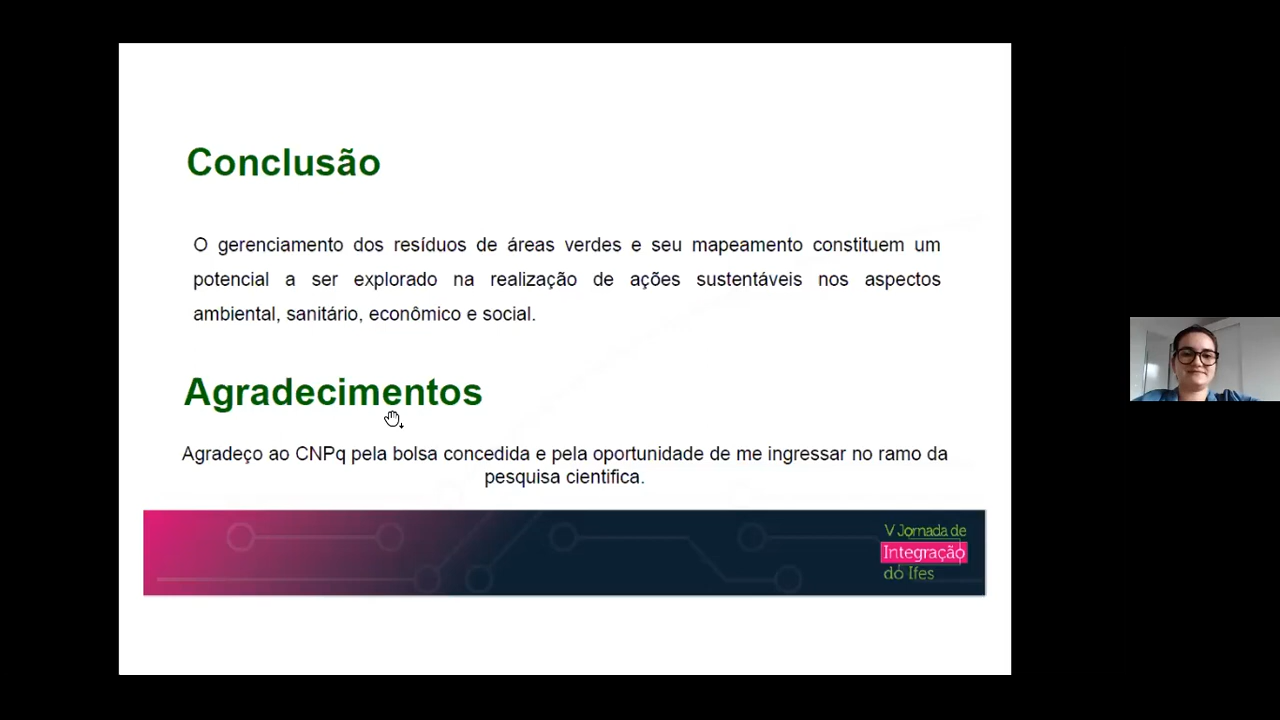 Conclusão
O gerenciamento dos resíduos de áreas verdes e seu mapeamento constituem um
potencial a ser explorado na realização de ações sustentáveis nos aspectos
ambiental, sanitário, econômico e social.
Agradecimentos
Agradeço ao CNPq pela bolsa concedida e pela oportunidade de me ingressar no ramo da
pesquisa cientifica.
V Jornada de
Integração
do Ifes